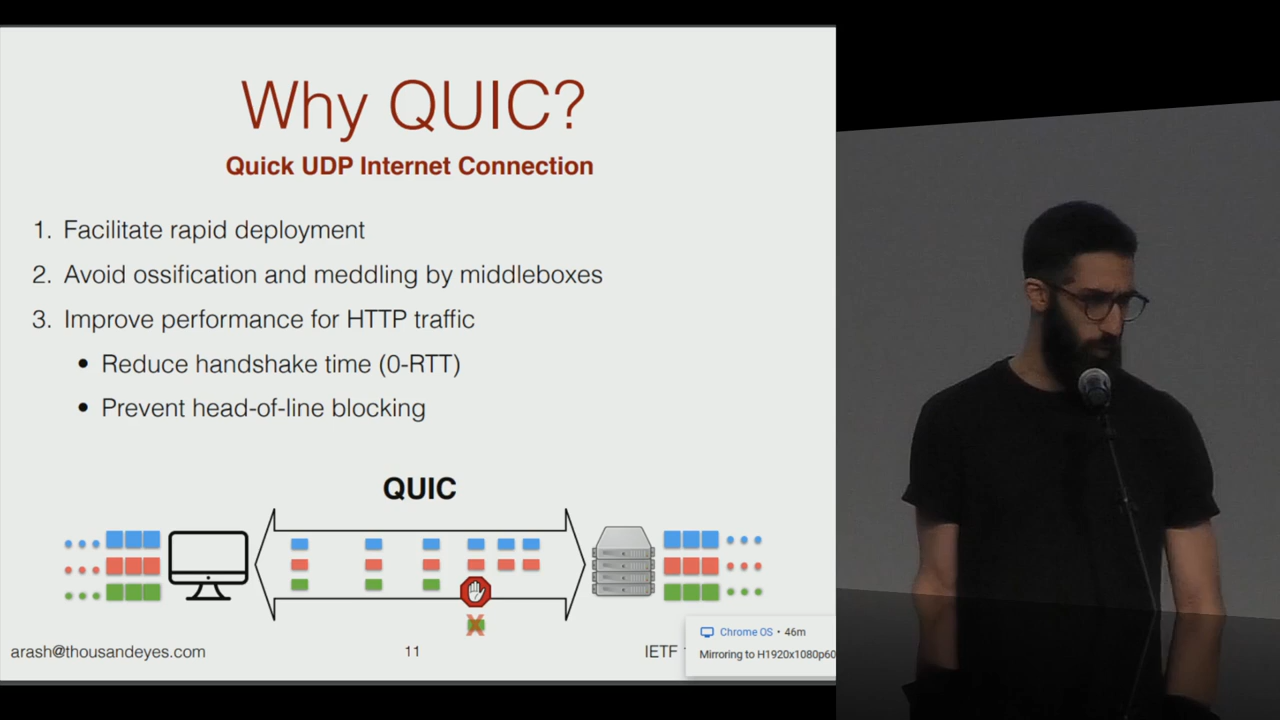 Why QUIC?
Quick UDP Internet Connection
1. Facilitate rapid deployment
2. Avoid ossification and meddling by middleboxes
3. Improve performance for HTTP traffic
• Reduce handshake time (0-RTT)
• Prevent head-of-line blocking
QUIC
arash@thousandeyes.com
11
IETF
Chrome OS • 46m
Mirroring to H1920x1080p60